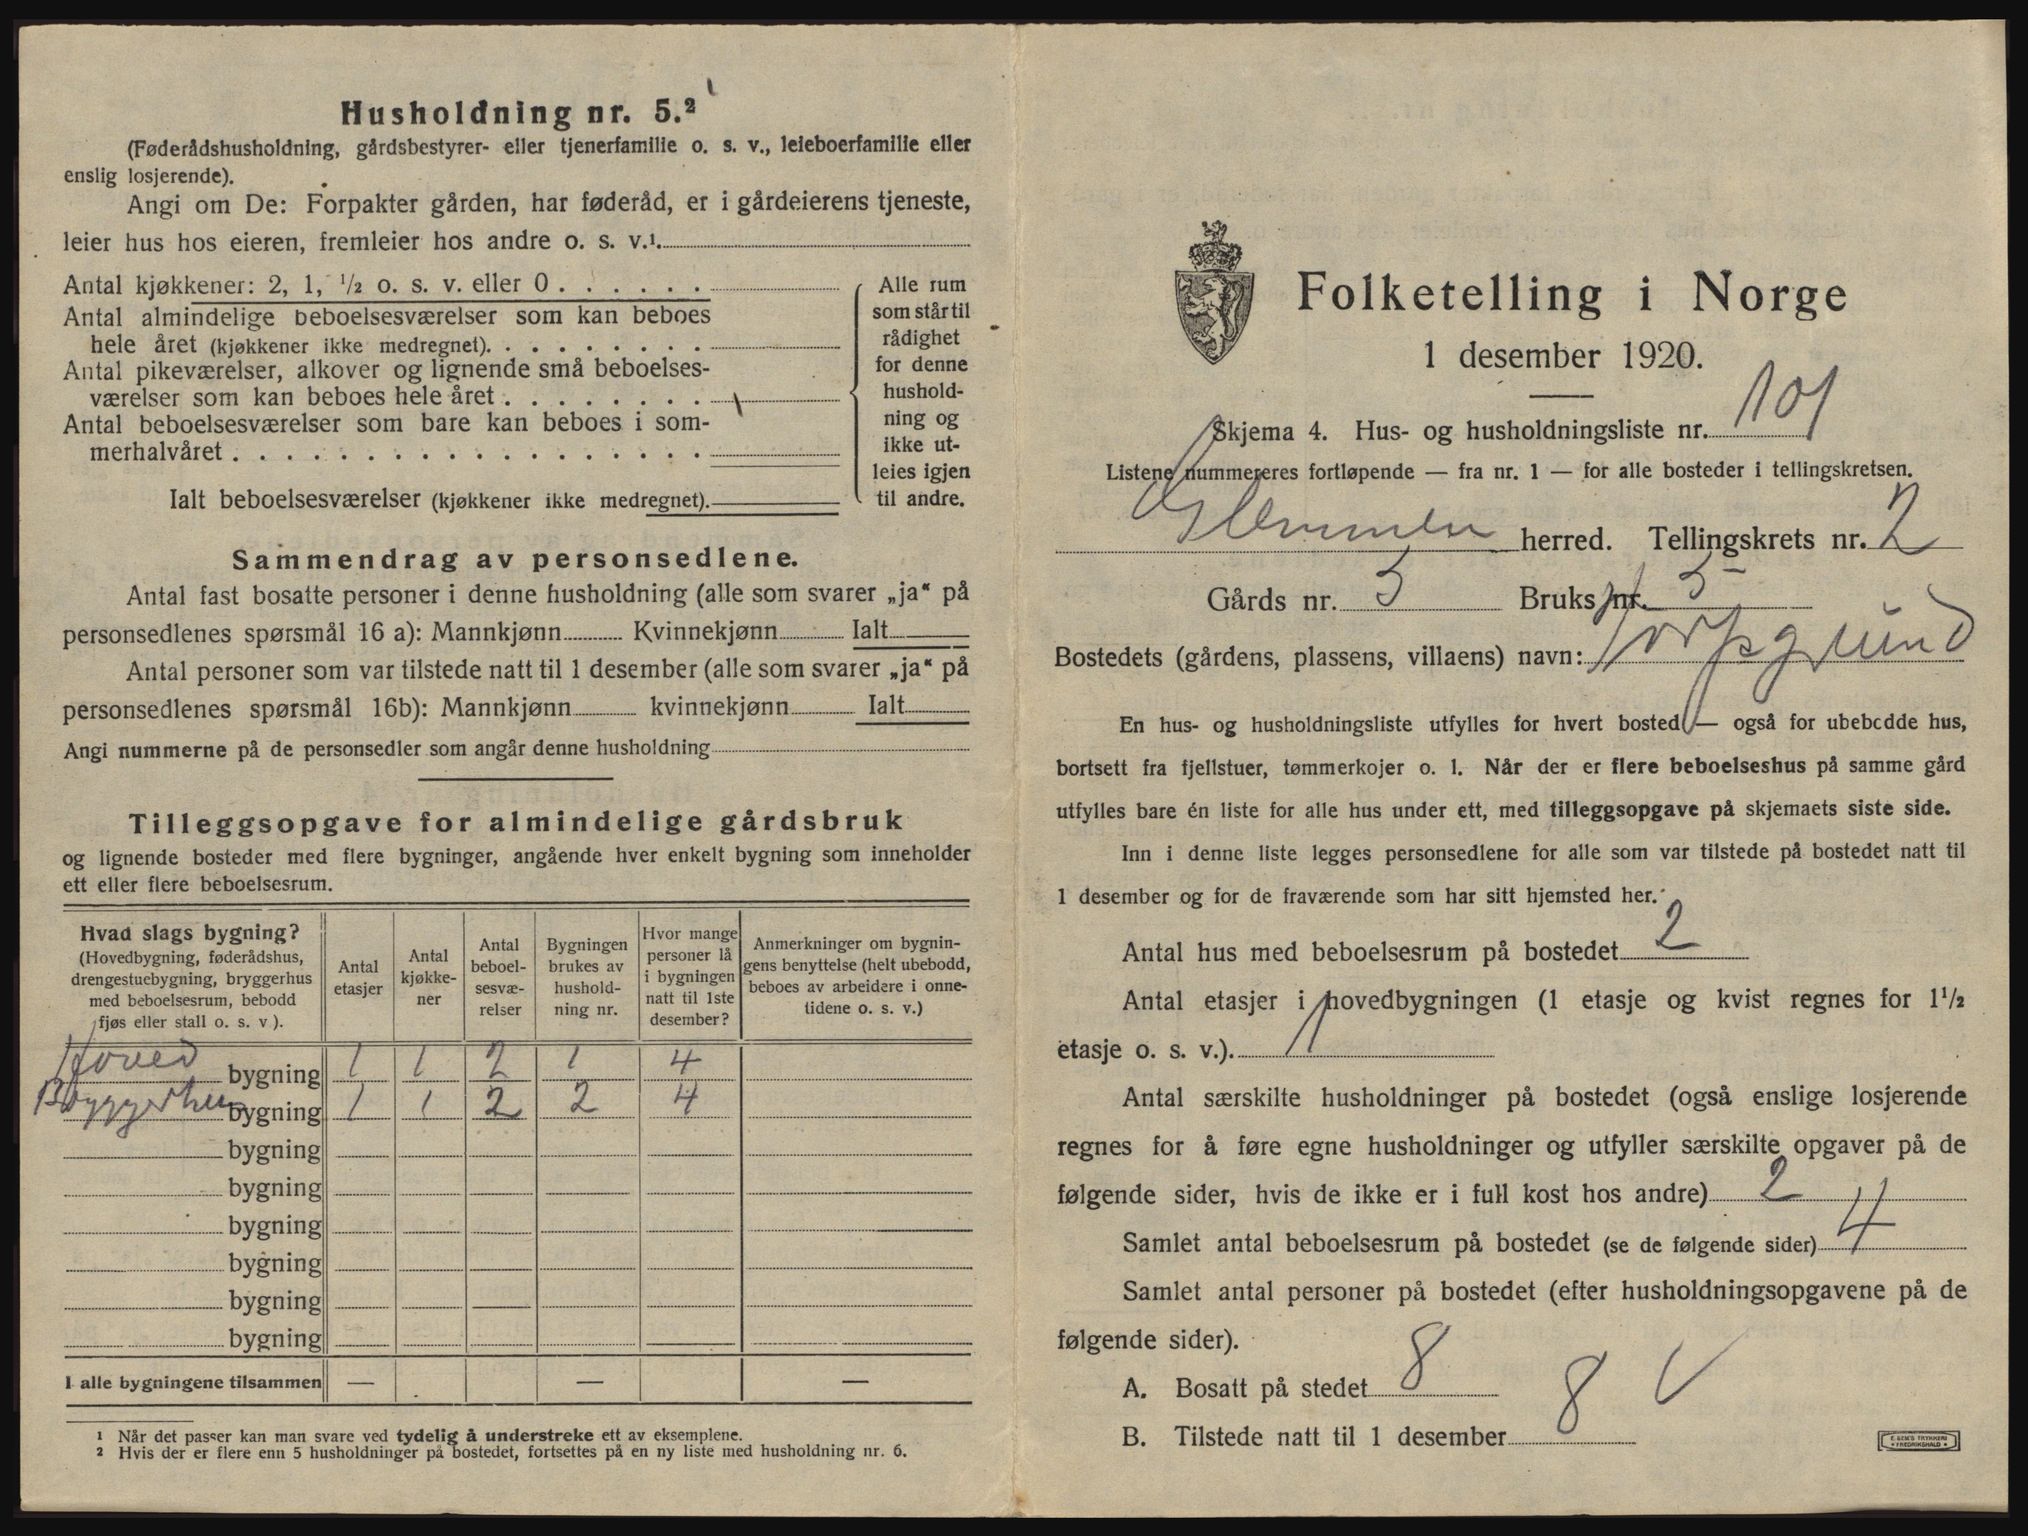 Husholdning nr. 5.²
(Føderådshusholdning, gårdsbestyrer- eller tjenerfamilie o. s. v., leieboerfamilie eller
enslig losjerende).
Angi om De: Forpakter gården, har føderåd, er i gårdeierens tjeneste,
leier hus hos eieren, fremleier hos andre o. s. v.¹.
Antal kjøkkener: 2, 1, ½ o. s. v. eller 0 . . . . . .
Antal almindelige beboelsesværelser som kan beboes
hele året (kjøkkener ikke medregnet). . . . . . . . .
Antal pikeværelser, alkover og lignende små beboelses-
værelser som kan beboes hele året . . . . . . . .
Antal beboelsesværelser som bare kan beboes i som-
merhalvåret . . . . . . . . . . . . . . . . . .
Ialt beboelsesværelser (kjøkkener ikke medregnet).
Alle rum
som står til
rådighet
for denne
hushold-
ning og
ikke ut-
leies igjen
til andre.
Sammendrag av personsedlene.
Antal fast bosatte personer i denne husholdning (alle som svarer „ja“ på
personsedlenes spørsmål 16 a): Mannkjønn Kvinnekjønn Ialt
Antal personer som var tilstede natt til 1 desember (alle som svarer „ja“ på
personsedlenes spørsmål 16b): Mannkjønn kvinnekjønn Ialt
Angi nummerne på de personsedler som angår denne husholdning
Tilleggsopgave for almindelige gårdsbruk
og lignende bosteder med flere bygninger, angående hver enkelt bygning som inneholder
ett eller flere beboelsesrum.
Hvad slags bygning?
(Hovedbygning, føderådshus,
drengestuebygning, bryggerhus
med beboelsesrum, bebodd
fjøs eller stall o. s. v ).
Antal
etasjer
Antal
kjøkke-
ner
Antal
beboel-
sesvæ-
relser
Bygningen
brukes av
hushold-
ning nr.
Hvor mange
personer lå
i bygningen
natt til 1ste
desember?
Anmerkninger om bygnin-
gens benyttelse (helt ubebodd,
beboes av arbeidere i onne-
tidene o. s. v.)
Hoved bygning 1 1 2 1 4
Bryggerhus bygning 1 1 2 2 4
bygning
bygning
bygning
bygning
bygning
bygning
I alle bygningene tilsammen — — —
¹ Når det passer kan man svare ved tydelig å understreke ett av eksemplene.
² Hvis der er flere enn 5 husholdninger på bostedet, fortsettes på en ny liste med husholdning nr. 6.
Folketelling i Norge
1 desember 1920.
Skjema 4. Hus- og husholdningsliste nr. 101
Listene nummereres fortløpende — fra nr. 1 — for alle bosteder i tellingskretsen.
Glemmen herred. Tellingskrets nr. 2
Gårds nr. 5 Bruks nr. 5
Bostedets (gårdens, plassens, villaens) navn: Torpsgrund
En hus- og husholdningsliste utfylles for hvert bosted — også for ubebodde hus,
bortsett fra fjellstuer, tømmerkojer o. l. Når der er flere beboelseshus på samme gård
utfylles bare én liste for alle hus under ett, med tilleggsopgave på skjemaets siste side.
Inn i denne liste legges personsedlene for alle som var tilstede på bostedet natt til
1 desember og for de fraværende som har sitt hjemsted her.
Antal hus med beboelsesrum på bostedet 2
Antal etasjer i hovedbygningen (1 etasje og kvist regnes for 1½
etasje o. s. v.). 1
Antal særskilte husholdninger på bostedet (også enslige losjerende
regnes for å føre egne husholdninger og utfyller særskilte opgaver på de
følgende sider, hvis de ikke er i full kost hos andre) 2
Samlet antal beboelsesrum på bostedet (se de følgende sider) 4
Samlet antal personer på bostedet (efter husholdningsopgavene på de
følgende sider).
A. Bosatt på stedet 8
B. Tilstede natt til 1 desember 8
E. SEM'S TRYKKERI
FREDRIKSHALD